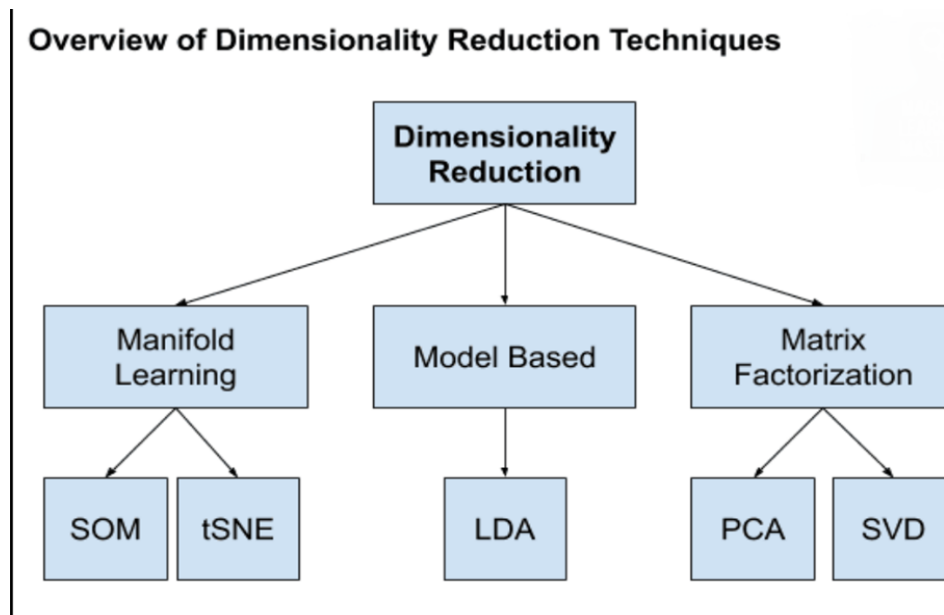 Overview of Dimensionality Reduction Techniques
Dimensionality
Reduction
Manifold
Learning
Model Based
Matrix
Factorization
SOM
tSNE
LDA
PCA
SVD